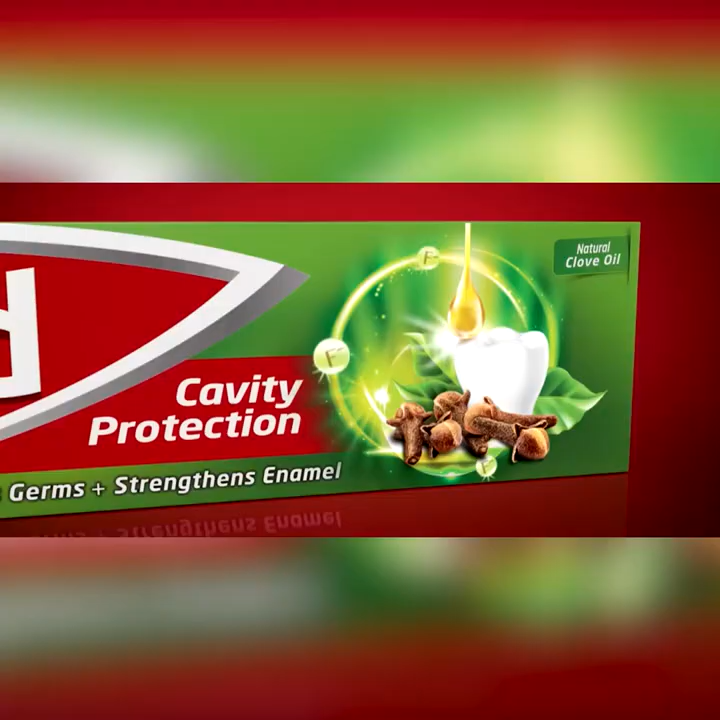 Natural
Clove Oil
F⁻
F⁻
d
Cavity
Protection
Germs + Strengthens Enamel
F⁻